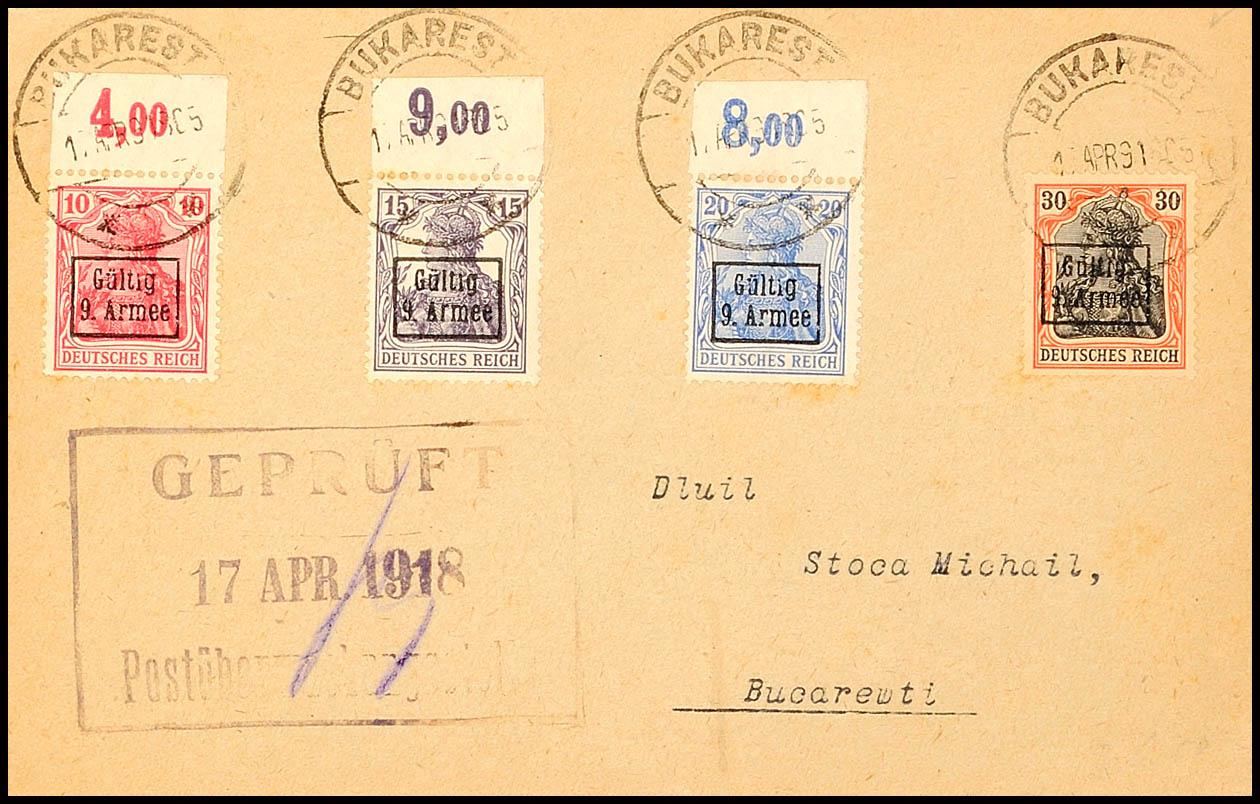 BUKAREST
BUKAREST
BUKAREST
BUKAREST
4,00
9,00
8,00
10 10
15 15
20 20
30 30
Gültig
9. Armee
DEUTSCHES REICH
Gültig
9. Armee
DEUTSCHES REICH
Gültig
9. Armee
DEUTSCHES REICH
Gültig
9. Armee
DEUTSCHES REICH
GEPRÜFT
17 APR 1918
Dluil
Stoca Michail,
Bucarewti